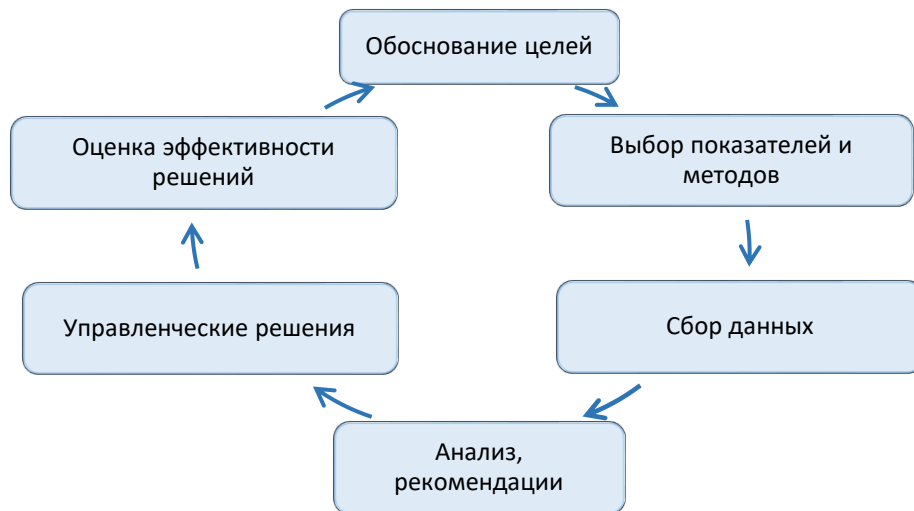 Обоснование целей
Выбор показателей и
методов
Сбор данных
Анализ,
рекомендации
Управленческие решения
Оценка эффективности
решений